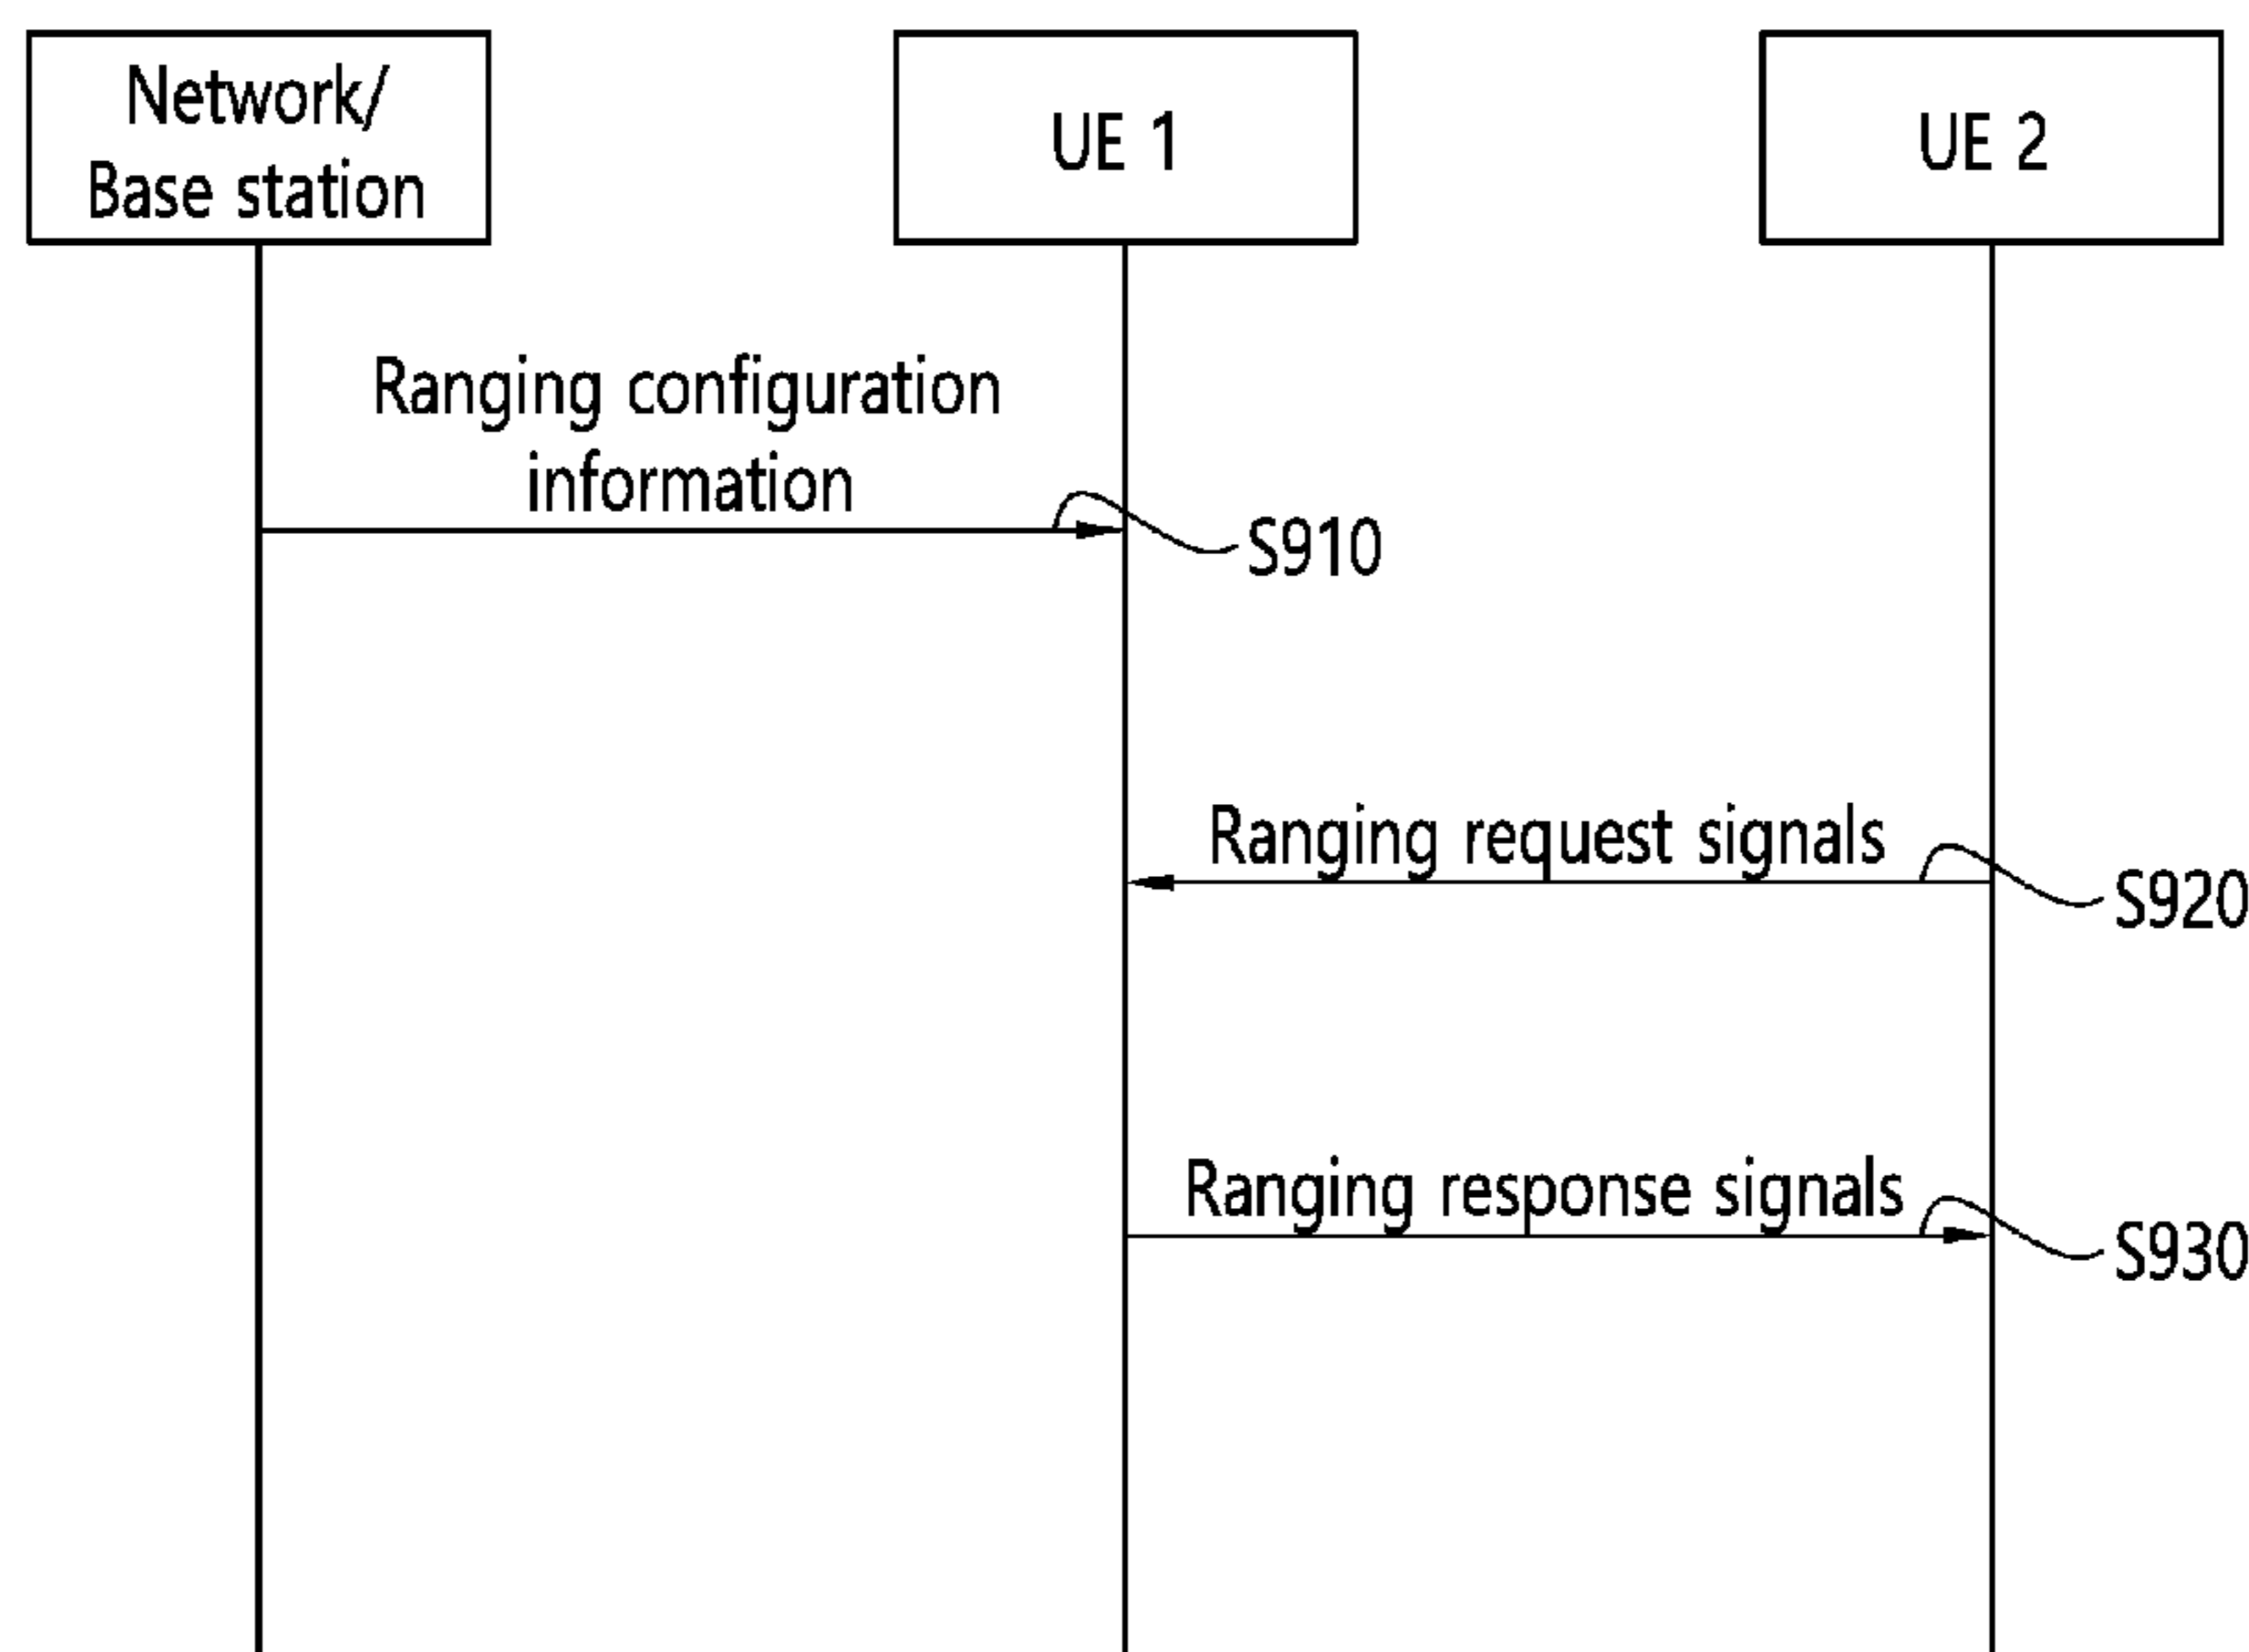 Network/
Base station
UE 1
UE 2
Ranging configuration
information
S910
Ranging request signals
S920
Ranging response signals
S930